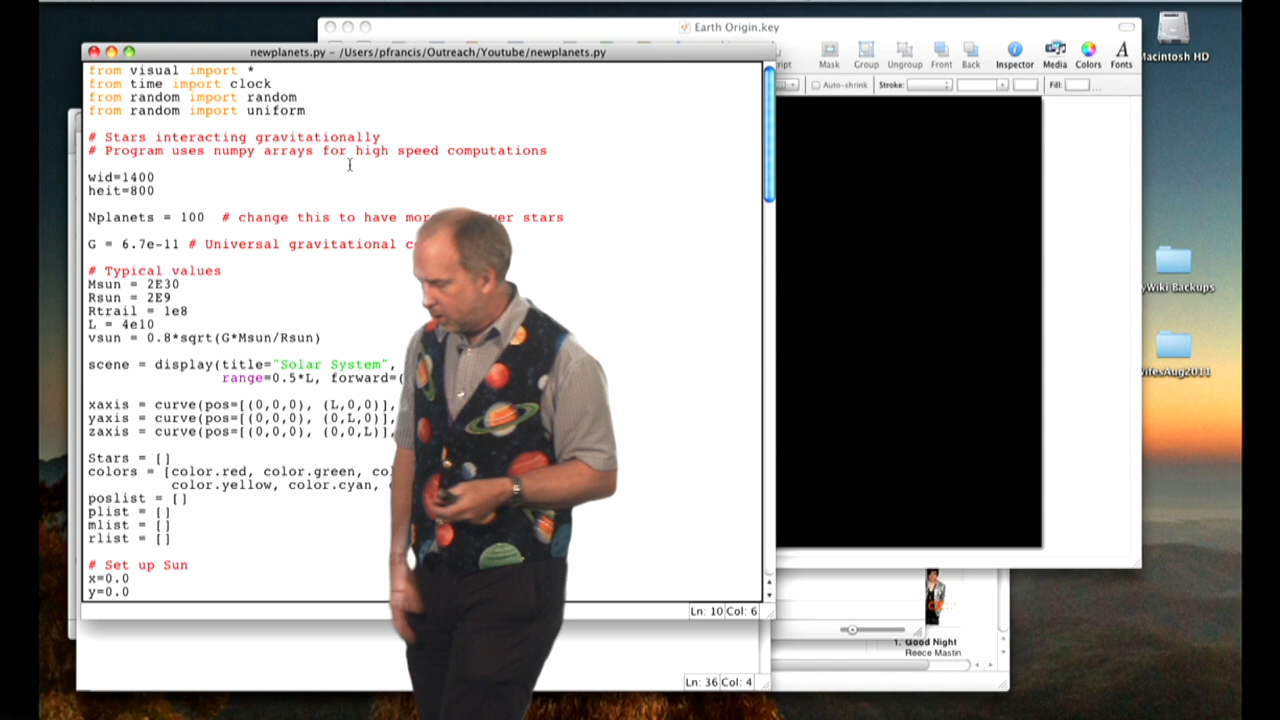 Earth Origin.key
newplanets.py – /Users/pfrancis/Outreach/Youtube/newplanets.py
Mask Group Ungroup Front Back Inspector Media Colors Fonts
Macintosh HD
Auto-shrink Stroke: Fill:
from visual import *
from time import clock
from random import random
from random import uniform
# Stars interacting gravitationally
# Program uses numpy arrays for high speed computations
wid=1400
heit=800
Nplanets = 100 # change this to have stars
G = 6.7e-11 # Universal gravitational
# Typical values
Msun = 2E30
Rsun = 2E9
Rtrail = 1e8
L = 4e10
vsun = 0.8*sqrt(G*Msun/Rsun)
scene = display(title="Solar System",
range=0.5*L, forward=(
xaxis = curve(pos=[(0,0,0), (L,0,0)],
yaxis = curve(pos=[(0,0,0), (0,L,0)],
zaxis = curve(pos=[(0,0,0), (0,0,L)],
Stars = []
colors = [color.red, color.green,
color.yellow, color.cyan,
poslist = []
plist = []
mlist = []
rlist = []
# Set up Sun
x=0.0
y=0.0
Ln: 10 Col: 6
Backups
Aug2011
1. Good Night
Reece Mastin
Ln: 36 Col: 4